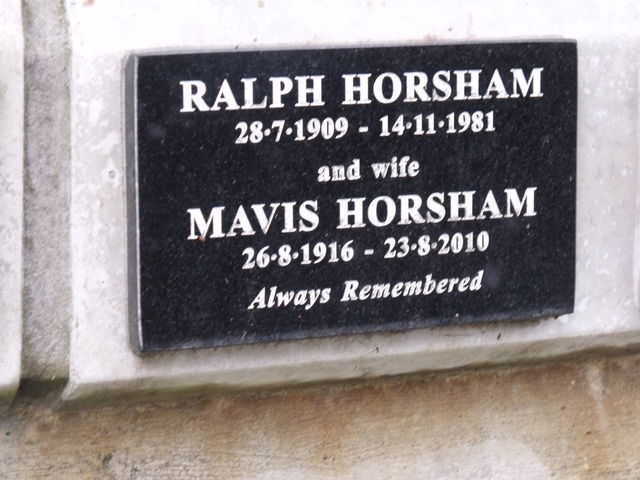 RALPH HORSHAM
28·7·1909 - 14·11·1981
and wife
MAVIS HORSHAM
26·8·1916 - 23·8·2010
Always Remembered